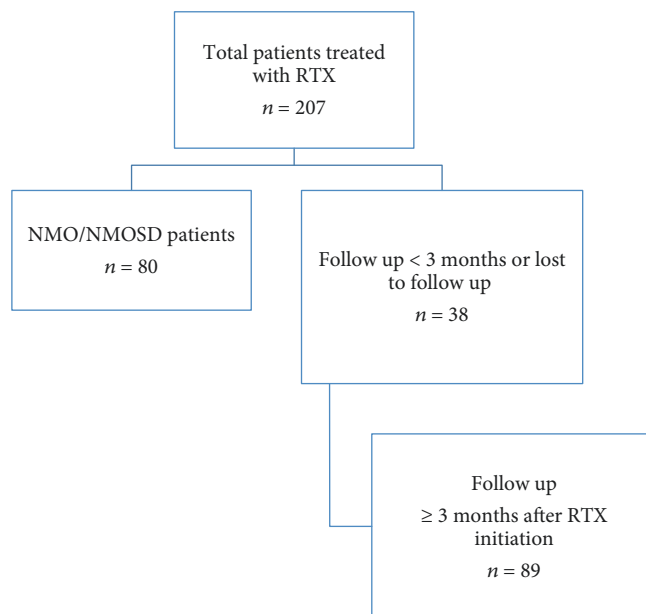 Total patients treated
with RTX
n = 207
NMO/NMOSD patients
n = 80
Follow up < 3 months or lost
to follow up
n = 38
Follow up
≥ 3 months after RTX
initiation
n = 89